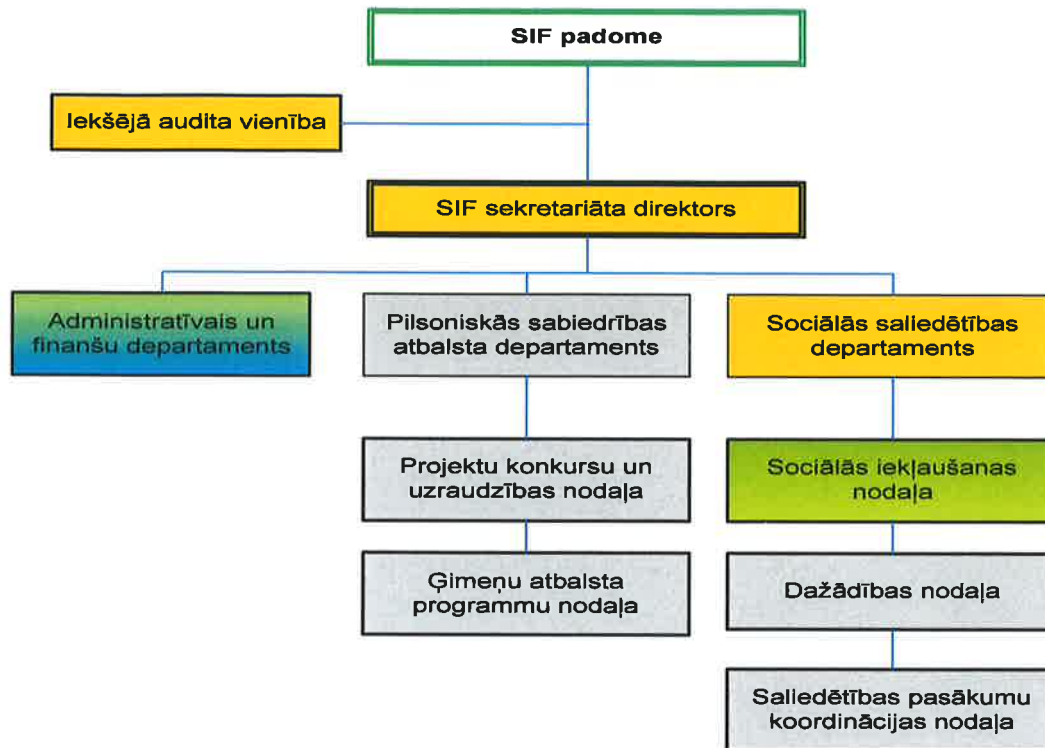 SIF padome
Iekšējā audita vienība
SIF sekretariāta direktors
Administratīvais un
finanšu departaments
Pilsoniskās sabiedrības
atbalsta departaments
Sociālās saliedētības
departaments
Projektu konkursu un
uzraudzības nodaļa
Sociālās iekļaušanas
nodaļa
Ģimeņu atbalsta
programmu nodaļa
Dažādības nodaļa
Saliedētības pasākumu
koordinācijas nodaļa